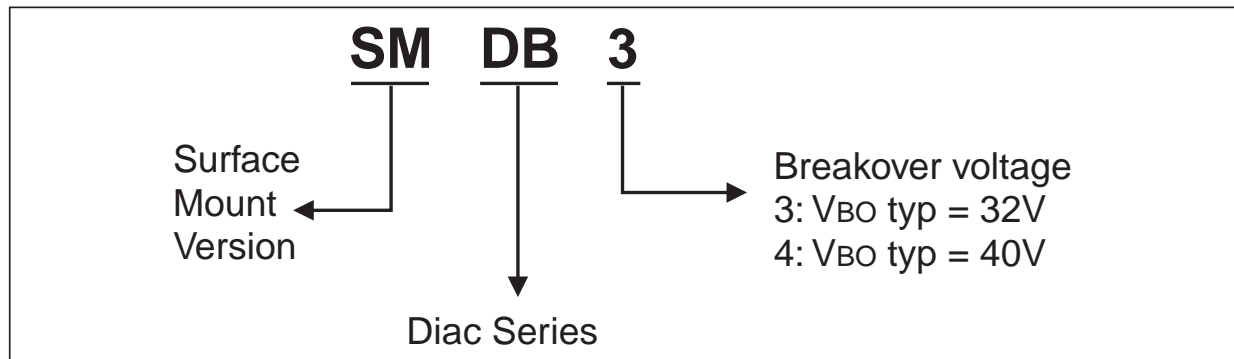 SM DB 3
Surface
Mount
Version
Diac Series
Breakover voltage
3: VBO typ = 32V
4: VBO typ = 40V